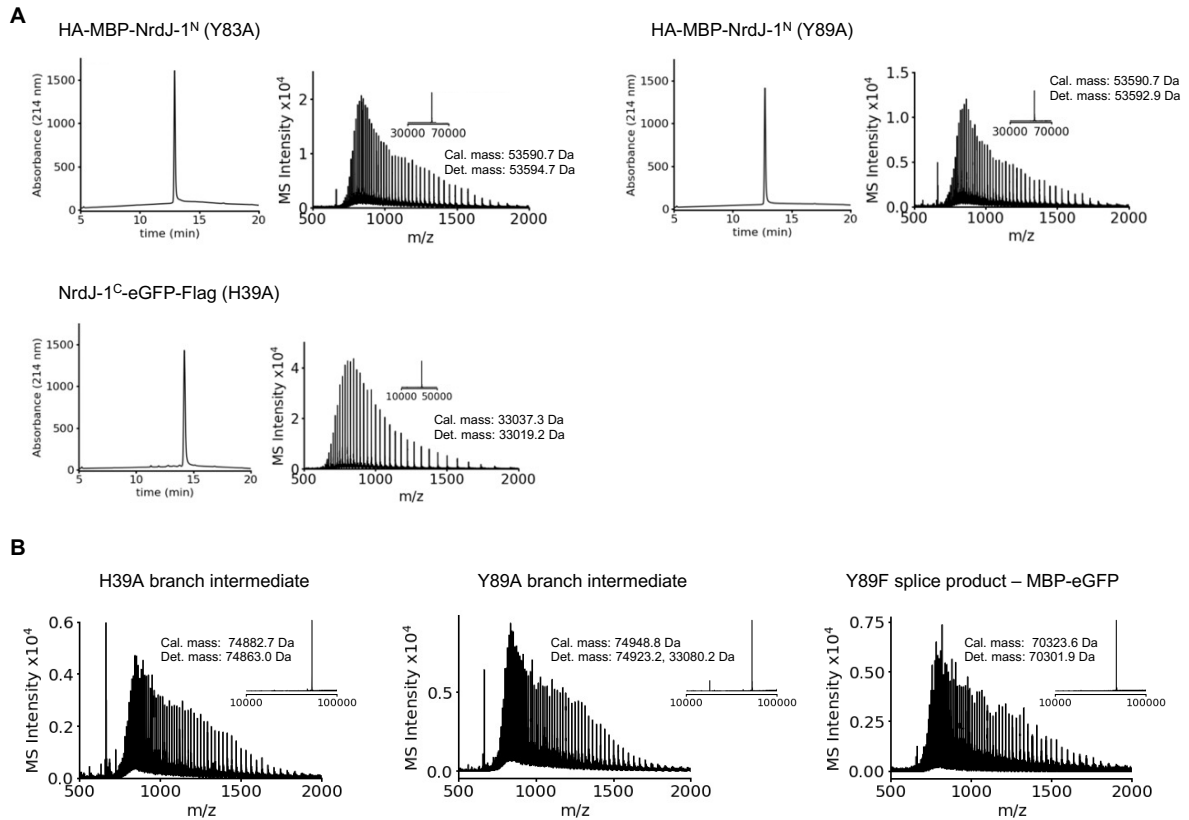 A
HA-MBP-NrdJ-1ᴺ (Y83A)
Absorbance (214 nm)
1500
1000
500
0
5 10 15 20
time (min)
MS Intensity x10⁴
2
1
0
30000 70000
Cal. mass: 53590.7 Da
Det. mass: 53594.7 Da
500 1000 1500 2000
m/z
HA-MBP-NrdJ-1ᴺ (Y89A)
Absorbance (214 nm)
1500
1000
500
0
5 10 15 20
time (min)
MS Intensity x10⁴
1.5
1.0
0.5
0.0
Cal. mass: 53590.7 Da
Det. mass: 53592.9 Da
30000 70000
500 1000 1500 2000
m/z
NrdJ-1ᶜ-eGFP-Flag (H39A)
Absorbance (214 nm)
1500
1000
500
0
5 10 15 20
time (min)
MS Intensity x10⁴
4
2
0
10000 50000
Cal. mass: 33037.3 Da
Det. mass: 33019.2 Da
500 1000 1500 2000
m/z
B
H39A branch intermediate
MS Intensity x10⁴
0.6
0.4
0.2
0.0
Cal. mass: 74882.7 Da
Det. mass: 74863.0 Da
10000 100000
500 1000 1500 2000
m/z
Y89A branch intermediate
MS Intensity x10⁴
0.5
0.0
Cal. mass: 74948.8 Da
Det. mass: 74923.2, 33080.2 Da
10000 100000
500 1000 1500 2000
m/z
Y89F splice product – MBP-eGFP
MS Intensity x10⁴
0.75
0.50
0.25
0.00
Cal. mass: 70323.6 Da
Det. mass: 70301.9 Da
10000 100000
500 1000 1500 2000
m/z